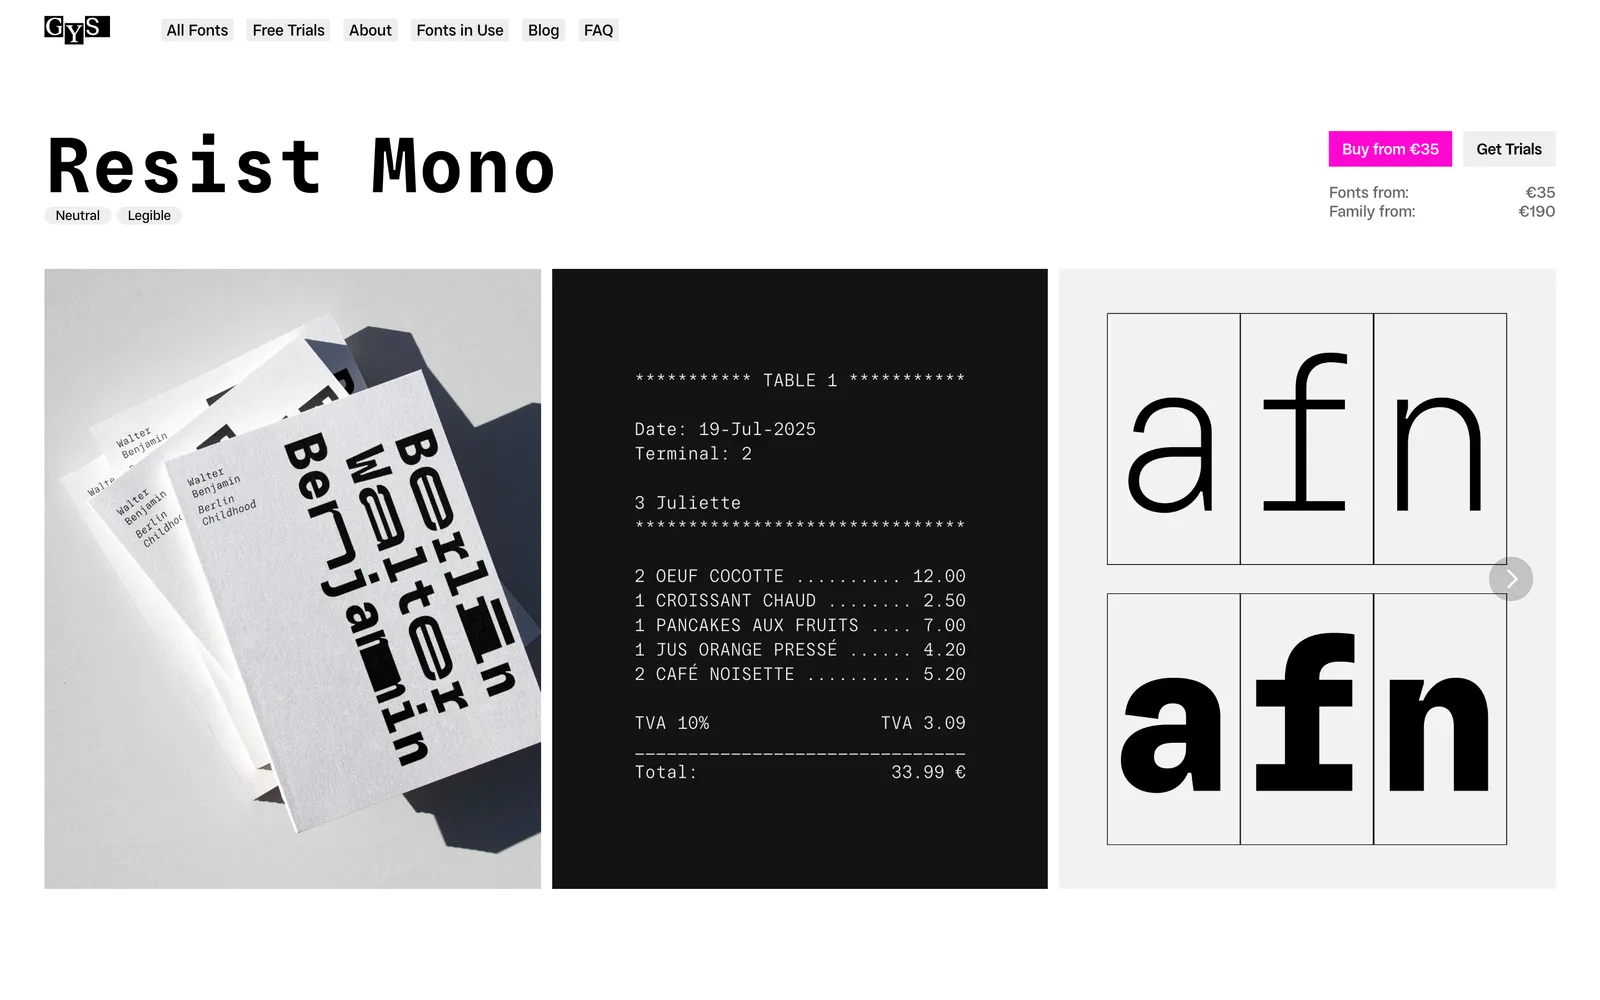 GYS
All Fonts
Free Trials
About
Fonts in Use
Blog
FAQ
Resist Mono
Neutral
Legible
Buy from €35
Get Trials
Fonts from: €35
Family from: €190
Walter
Benjamin
Walter
Walter
Benjamin
Berlin
Walter
Benjamin
Berlin
Childhood
Berlin
Walter
Benjamin
*********** TABLE 1 ***********
Date: 19-Jul-2025
Terminal: 2
3 Juliette
*******************************
2 OEUF COCOTTE .......... 12.00
1 CROISSANT CHAUD ........ 2.50
1 PANCAKES AUX FRUITS .... 7.00
1 JUS ORANGE PRESSÉ ...... 4.20
2 CAFÉ NOISETTE .......... 5.20
TVA 10% TVA 3.09
_______________________________
Total: 33.99 €
afn
afn